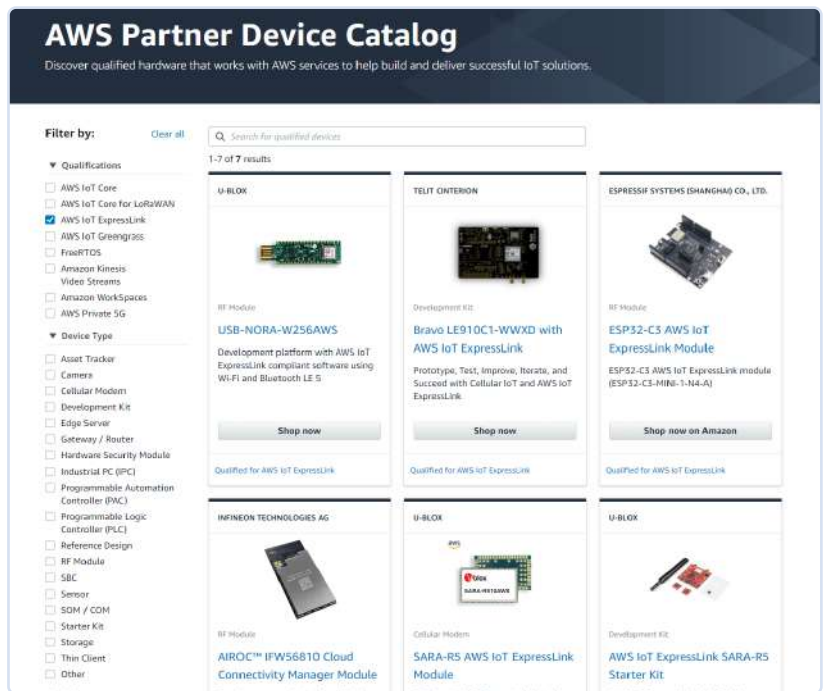 AWS Partner Device Catalog
Discover qualified hardware that works with AWS services to help build and deliver successful IoT solutions.
Filter by:
Clear all
Qualifications
AWS IoT Core
AWS IoT Core for LoRaWAN
AWS IoT ExpressLink
AWS IoT Greengrass
FreeRTOS
Amazon Kinesis
Video Streams
Amazon WorkSpaces
AWS Private 5G
Device Type
Asset Tracker
Camera
Cellular Modem
Development Kit
Edge Server
Gateway / Router
Hardware Security Module
Industrial PC (IPC)
Programmable Automation
Controller (PAC)
Programmable Logic
Controller (PLC)
Reference Design
RF Module
SBC
Sensor
SOM / COM
Starter Kit
Storage
Thin Client
Other
Search for qualified devices
1-7 of 7 results
U-BLOX
RF Module
USB-NORA-W256AWS
Development platform with AWS IoT
ExpressLink compliant software using
Wi-Fi and Bluetooth LE 5
Shop now
Qualified for AWS IoT ExpressLink
TELIT CINTERION
Development Kit
Bravo LE910C1-WWXD with
AWS IoT ExpressLink
Prototype, Test, Improve, Iterate, and
Succeed with Cellular IoT and AWS IoT
ExpressLink
Shop now
Qualified for AWS IoT ExpressLink
ESPRESSIF SYSTEMS (SHANGHAI) CO., LTD.
RF Module
ESP32-C3 AWS IoT
ExpressLink Module
ESP32-C3 AWS IoT ExpressLink module
(ESP32-C3-MINI-1-N4-A)
Shop now on Amazon
Qualified for AWS IoT ExpressLink
INFINEON TECHNOLOGIES AG
RF Module
AIROC™ IFW56810 Cloud
Connectivity Manager Module
U-BLOX
aws
blox
Cellular Modem
SARA-R5 AWS IoT ExpressLink
Module
U-BLOX
Development Kit
AWS IoT ExpressLink SARA-R5
Starter Kit